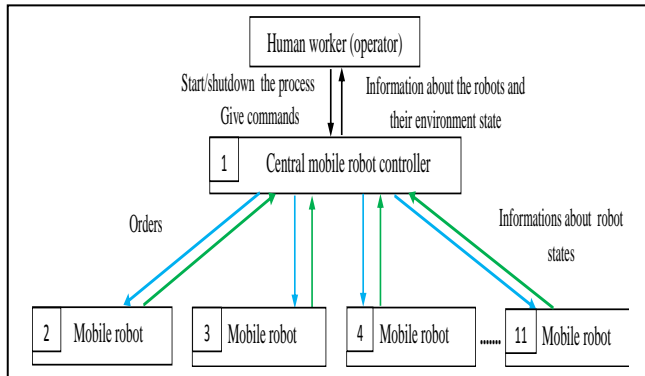 Human worker (operator)
Start/shutdown the process
Give commands
Information about the robots and
their environment state
1
Central mobile robot controller
Orders
Informations about robot
states
2
Mobile robot
3
Mobile robot
4
Mobile robot
.......
11
Mobile robot